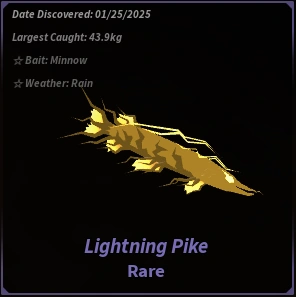 Date Discovered: 01/25/2025
Largest Caught: 43.9kg
☆ Bait: Minnow
☆ Weather: Rain
Lightning Pike
Rare